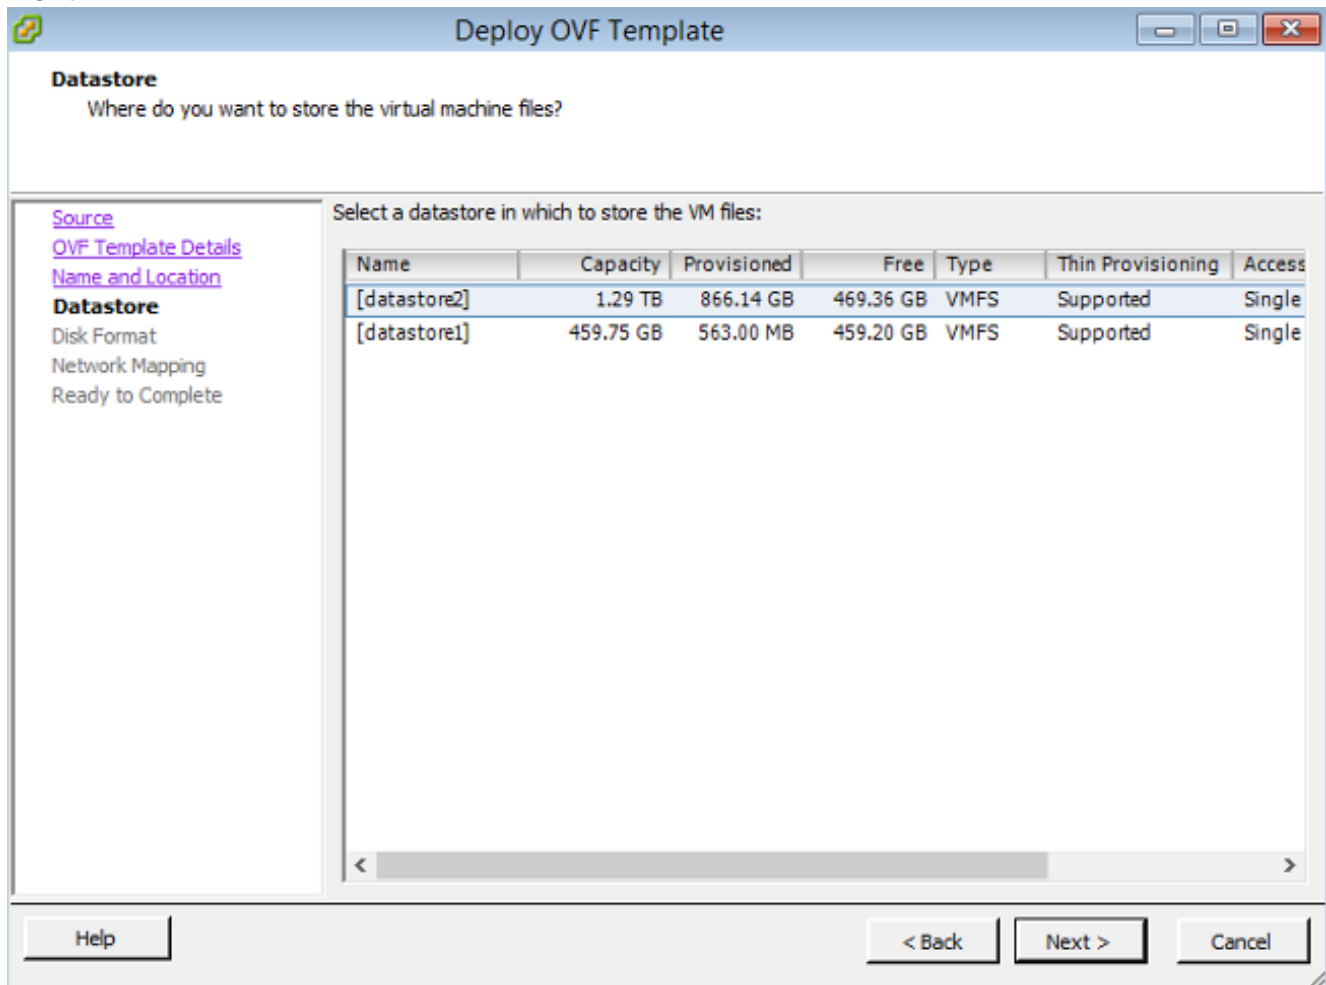 Deploy OVF Template
Datastore
Where do you want to store the virtual machine files?
Source
OVF Template Details
Name and Location
Datastore
Disk Format
Network Mapping
Ready to Complete
Select a datastore in which to store the VM files:
Name Capacity Provisioned Free Type Thin Provisioning Access
[datastore2] 1.29 TB 866.14 GB 469.36 GB VMFS Supported Single
[datastore1] 459.75 GB 563.00 MB 459.20 GB VMFS Supported Single
Help < Back Next > Cancel